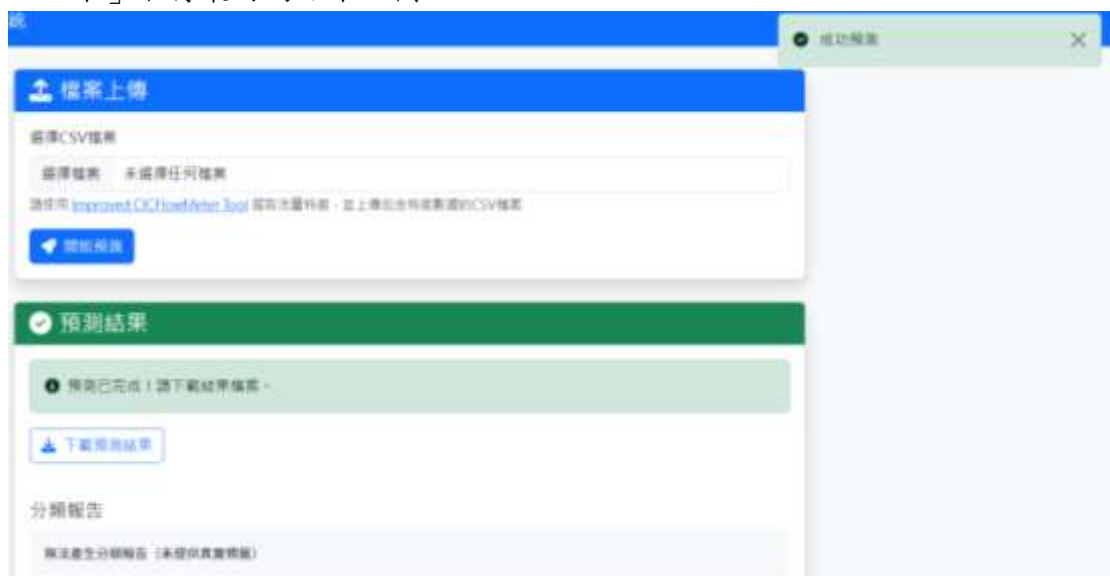 統
成功預測
檔案上傳
選擇CSV檔案
選擇檔案 未選擇任何檔案
請使用 Improved CICFlowMeter Tool 提取流量特徵，並上傳包含特徵數據的CSV檔案
開始預測
預測結果
預測已完成！請下載結果檔案。
下載預測結果
分類報告
無法產生分類報告（未提供真實標籤）